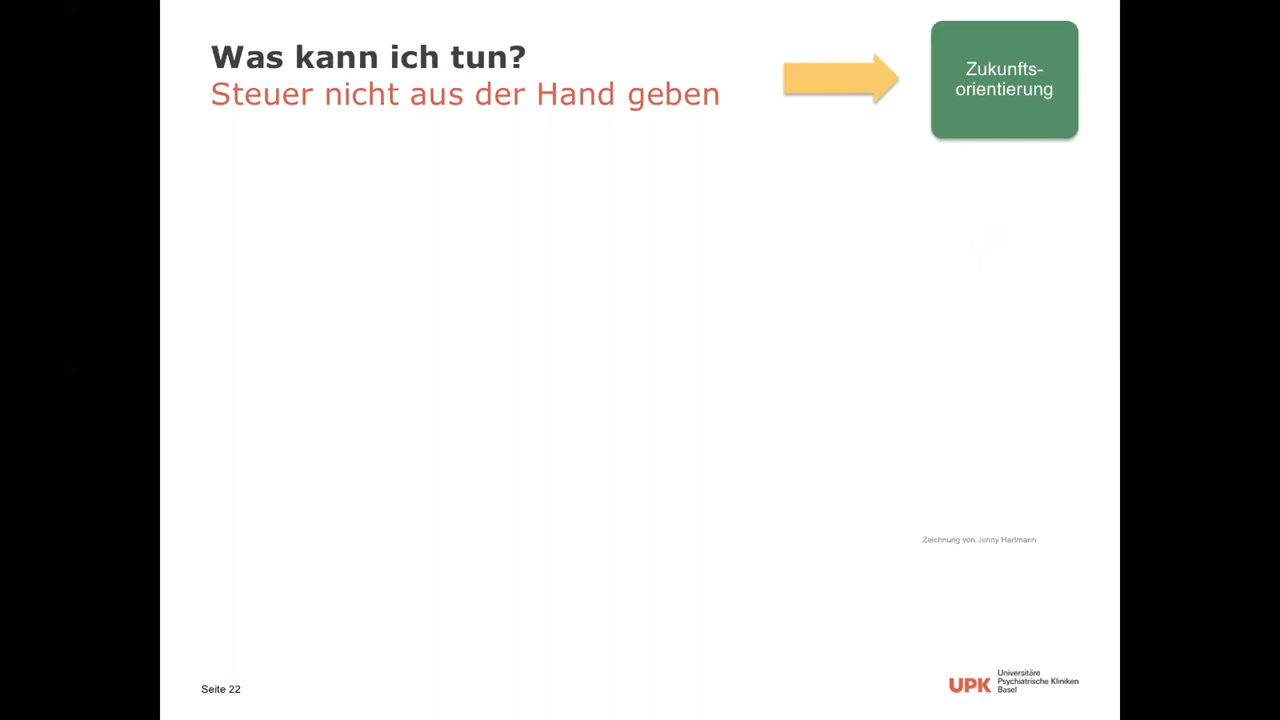 Was kann ich tun?
Steuer nicht aus der Hand geben
Zukunfts-
orientierung
Zeichnung von Jenny Hartmann
Seite 22
UPK
Universitäre
Psychiatrische Kliniken
Basel